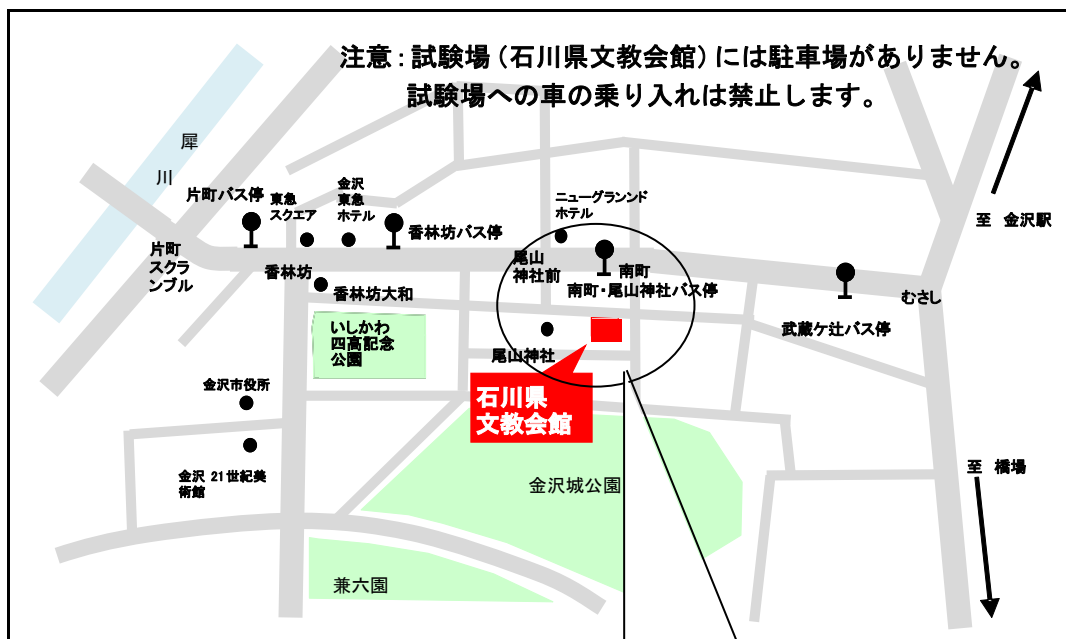 注意：試験場（石川県文教会館）には駐車場がありません。
試験場への車の乗り入れは禁止します。
犀
川
片町バス停
東急
スクエア
金沢
東急
ホテル
香林坊バス停
ニューグランンド
ホテル
至　金沢駅
片町
スクラ
ンブル
香林坊
尾山
神社前
南町
南町・尾山神社バス停
香林坊大和
むさし
武蔵ケ辻バス停
いしかわ
四高記念
公園
尾山神社
金沢市役所
石川県
文教会館
金沢 21世紀美
術館
金沢城公園
至　橋場
兼六園